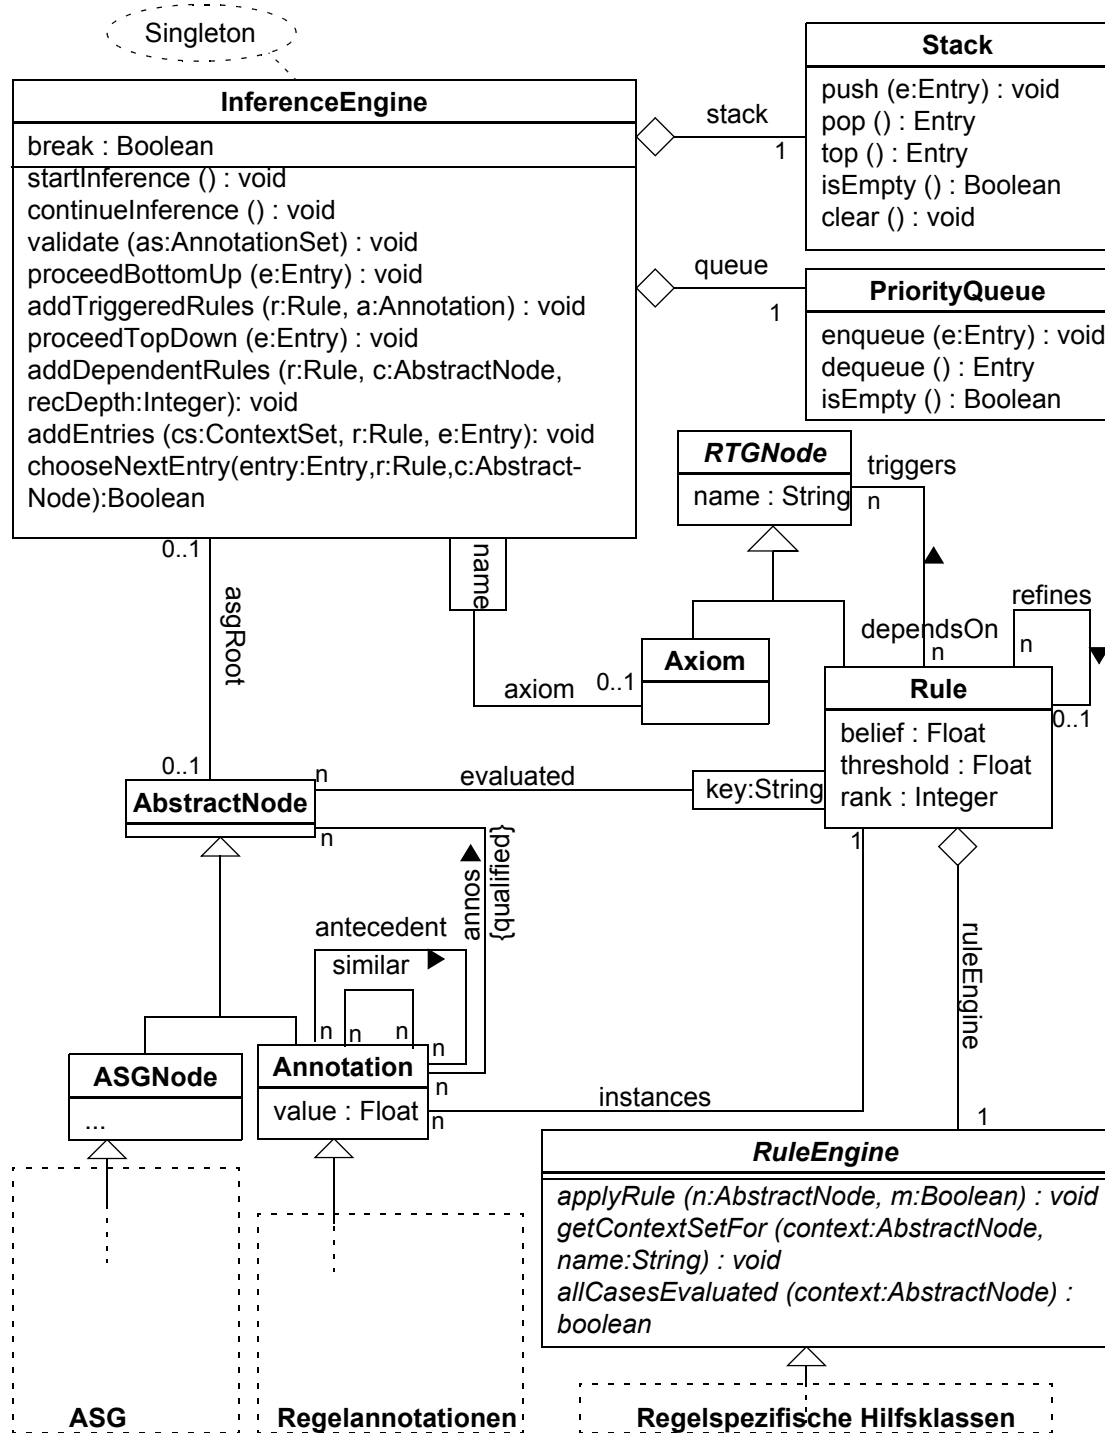 Singleton
InferenceEngine
break : Boolean
startInference () : void
continueInference () : void
validate (as:AnnotationSet) : void
proceedBottomUp (e:Entry) : void
addTriggeredRules (r:Rule, a:Annotation) : void
proceedTopDown (e:Entry) : void
addDependentRules (r:Rule, c:AbstractNode,
recDepth:Integer): void
addEntries (cs:ContextSet, r:Rule, e:Entry): void
chooseNextEntry(entry:Entry,r:Rule,c:Abstract-
Node):Boolean
stack
1
Stack
push (e:Entry) : void
pop () : Entry
top () : Entry
isEmpty () : Boolean
clear () : void
queue
1
PriorityQueue
enqueue (e:Entry) : void
dequeue () : Entry
isEmpty () : Boolean
RTGNode
name : String
triggers
n
0..1
name
asgRoot
refines
dependsOn
n
n
0..1
Axiom
axiom
0..1
Rule
belief : Float
threshold : Float
rank : Integer
0..1
n
evaluated
key:String
AbstractNode
n
1
annos
{qualified}
antecedent
similar
n
n
n
n
n
n
ruleEngine
ASGNode
...
Annotation
value : Float
instances
1
RuleEngine
applyRule (n:AbstractNode, m:Boolean) : void
getContextSetFor (context:AbstractNode,
name:String) : void
allCasesEvaluated (context:AbstractNode) :
boolean
ASG
Regelannotationen
Regelspezifische Hilfsklassen